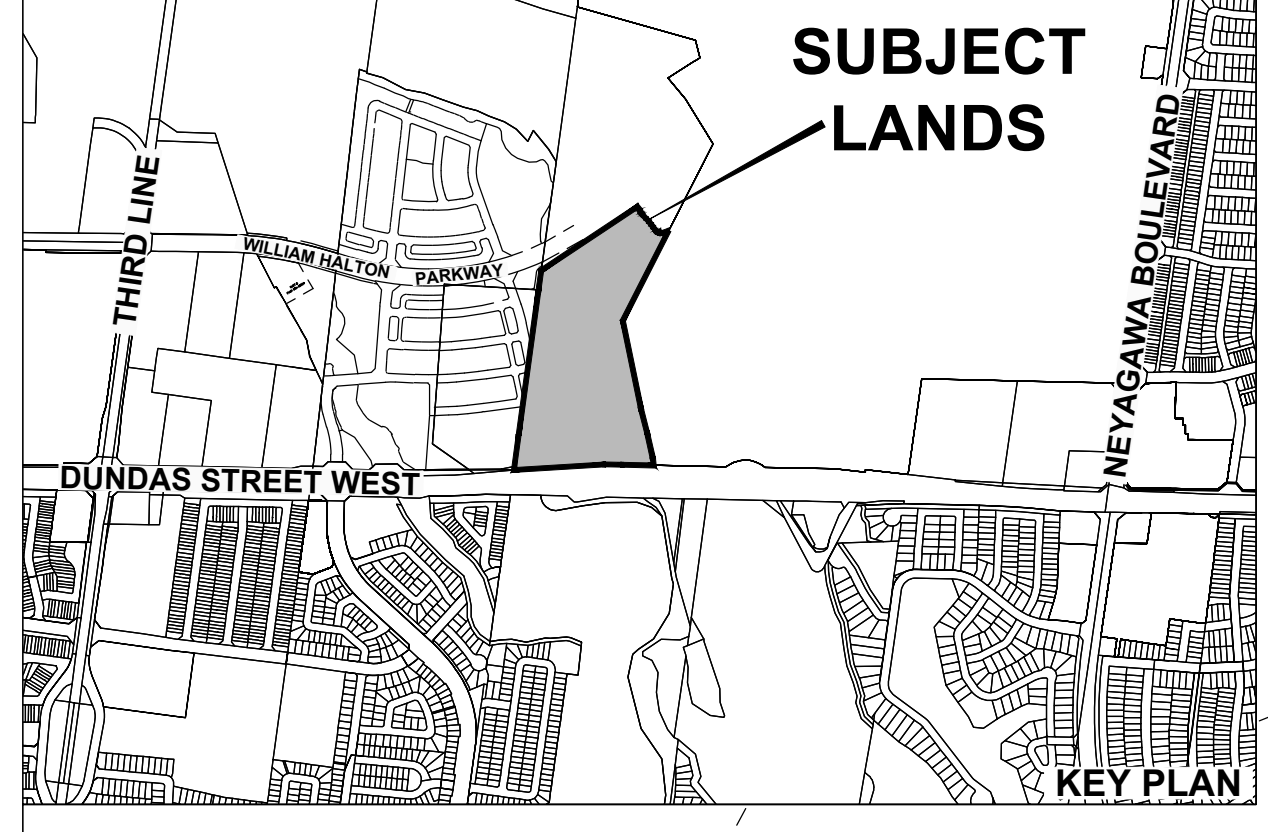 SUBJECT
LANDS
THIRD LINE
NEYAGAWA BOULEVARD
WILLIAM HALTON PARKWAY
DUNDAS STREET WEST
KEY PLAN